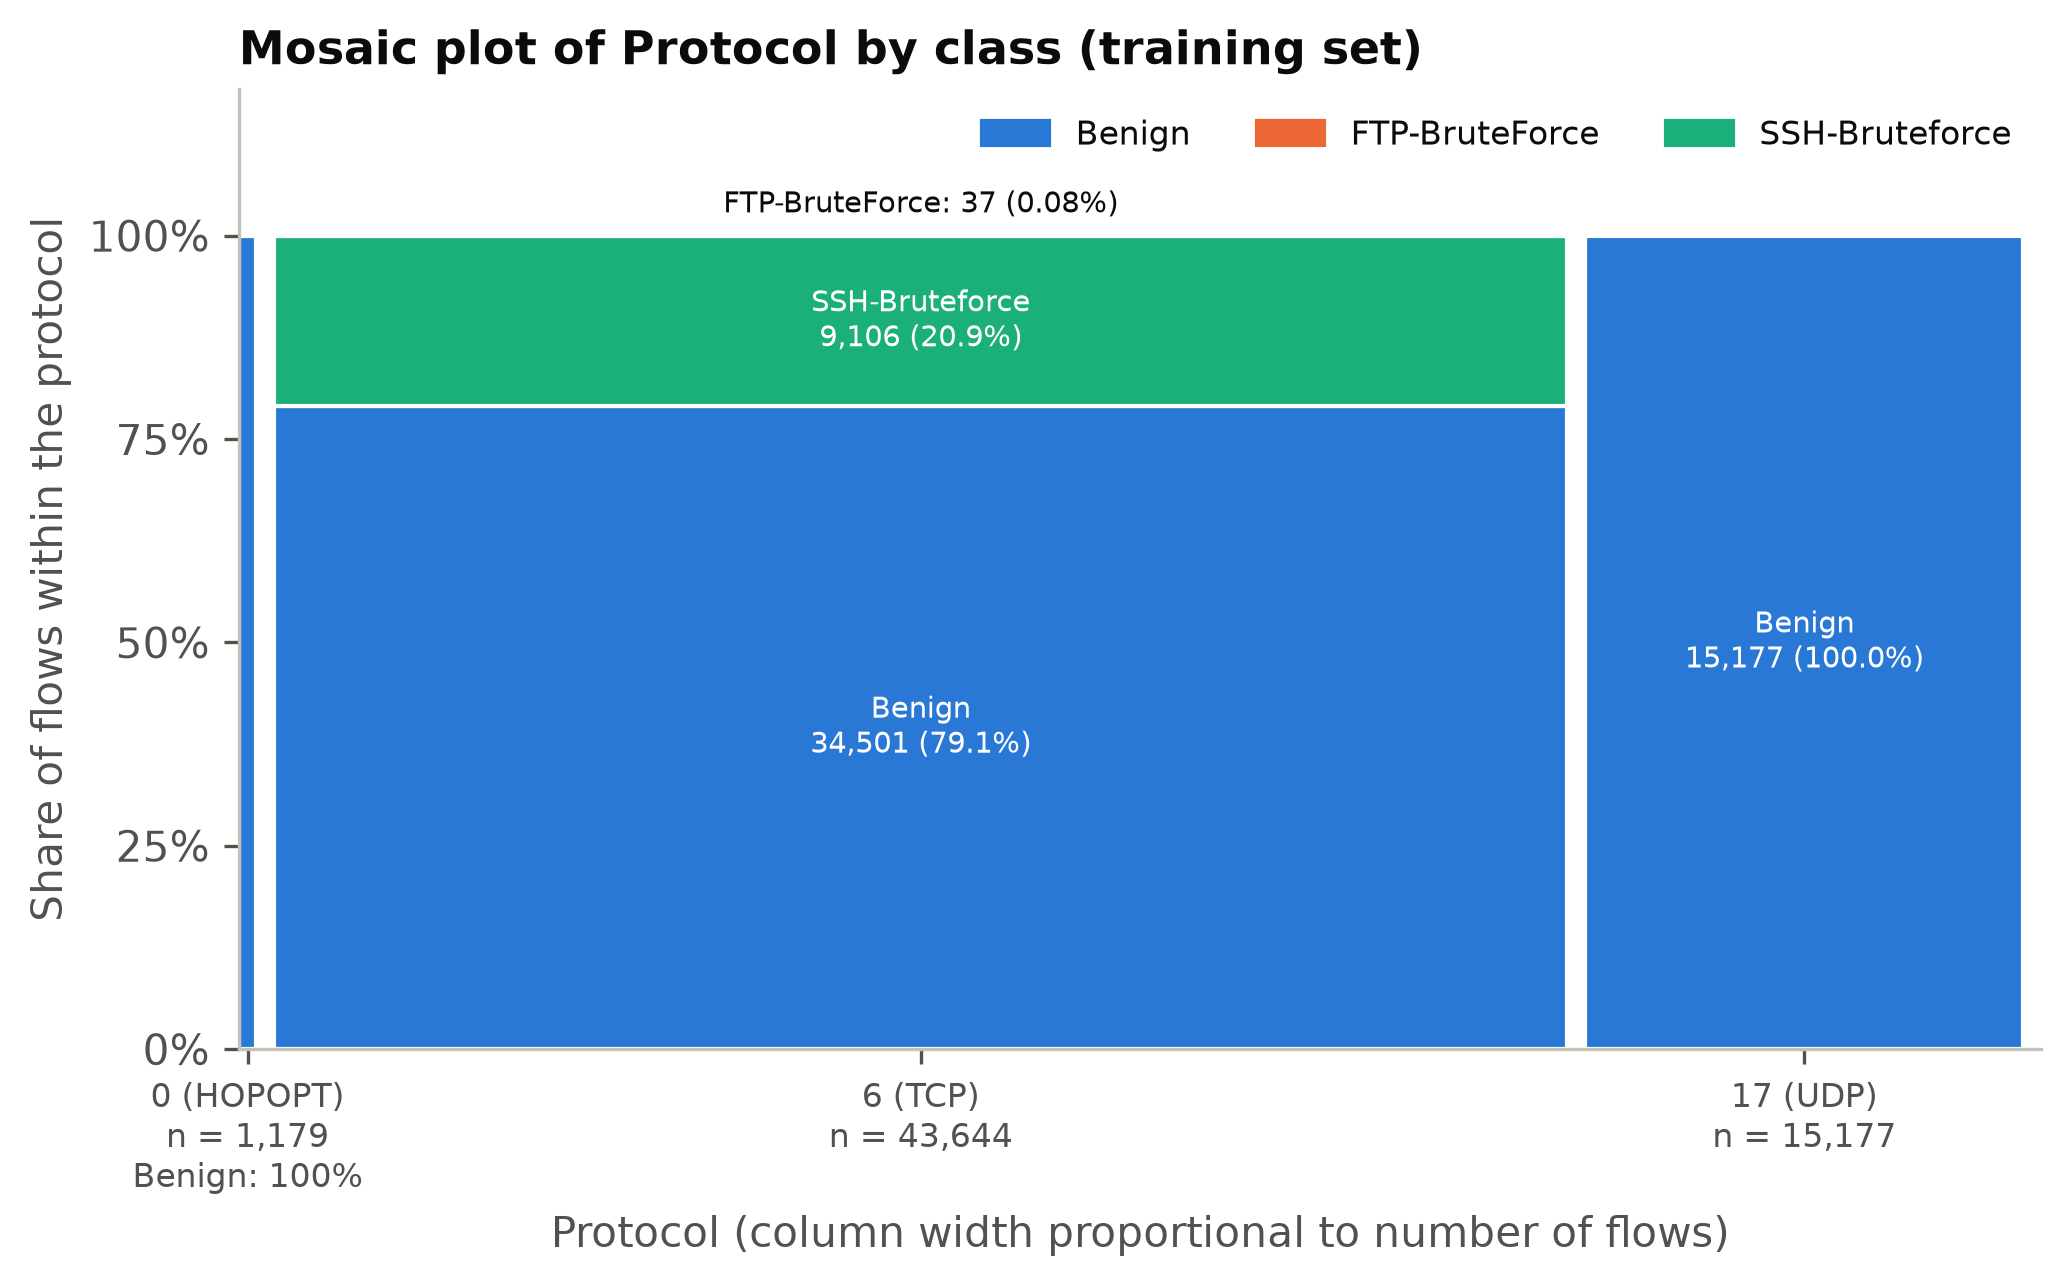 Mosaic plot of Protocol by class (training set)
Benign
FTP-BruteForce
SSH-Bruteforce
FTP-BruteForce: 37 (0.08%)
Share of flows within the protocol
100%
75%
50%
25%
0%
SSH-Bruteforce
9,106 (20.9%)
Benign
34,501 (79.1%)
Benign
15,177 (100.0%)
0 (HOPOPT)
n = 1,179
Benign: 100%
6 (TCP)
n = 43,644
17 (UDP)
n = 15,177
Protocol (column width proportional to number of flows)